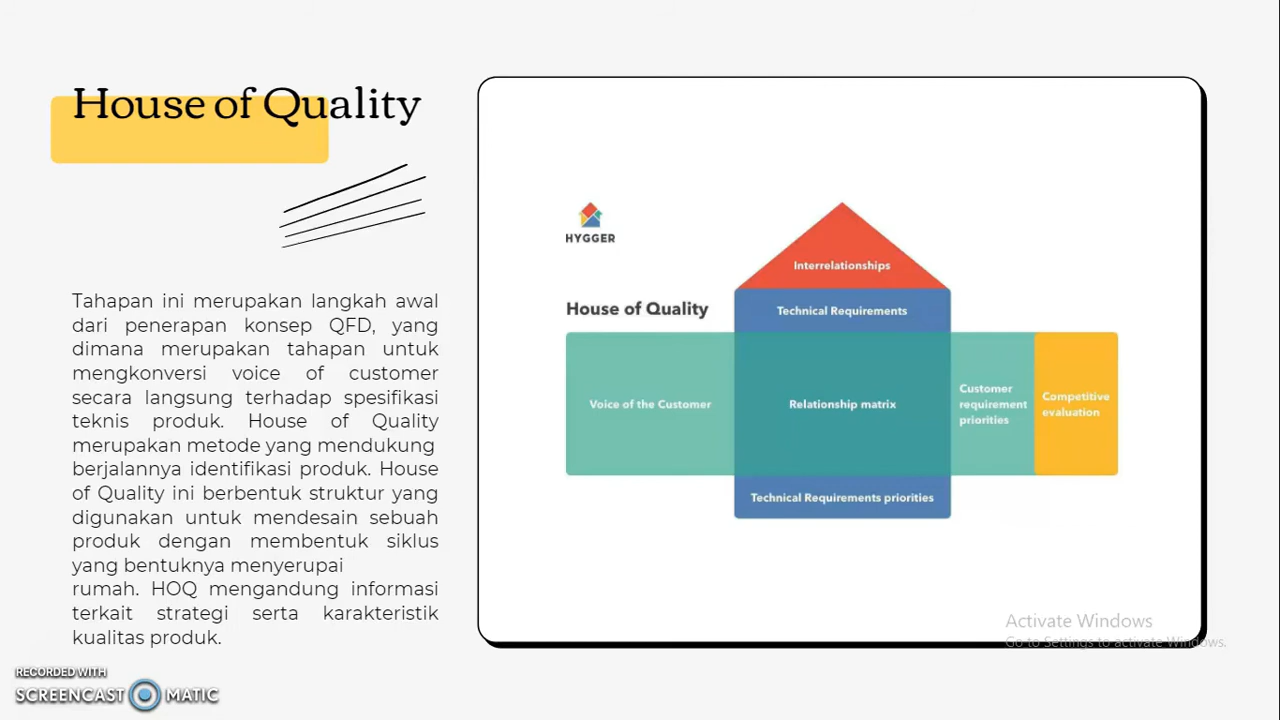 House of Quality
Tahapan ini merupakan langkah awal
dari penerapan konsep QFD, yang
dimana merupakan tahapan untuk
mengkonversi voice of customer
secara langsung terhadap spesifikasi
teknis produk. House of Quality
merupakan metode yang mendukung
berjalannya identifikasi produk. House
of Quality ini berbentuk struktur yang
digunakan untuk mendesain sebuah
produk dengan membentuk siklus
yang bentuknya menyerupai
rumah. HOQ mengandung informasi
terkait strategi serta karakteristik
kualitas produk.
HYGGER
House of Quality
Interrelationships
Technical Requirements
Voice of the Customer
Relationship matrix
Customer
requirement
priorities
Competitive
evaluation
Technical Requirements priorities
Activate Windows
Go to Settings to activate Windows.
RECORDED WITH
SCREENCAST MATIC